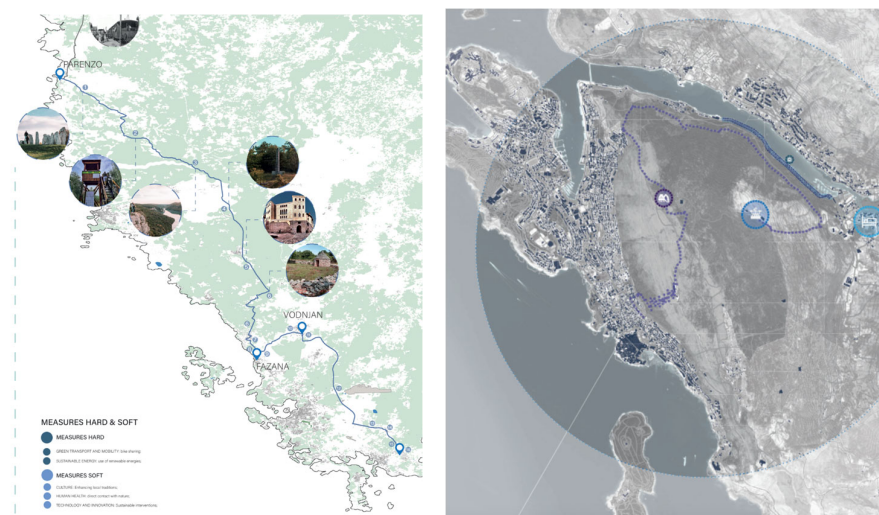 PARENZO
VODNJAN
FAZANA
MEASURES HARD & SOFT
MEASURES HARD
GREEN TRANSPORT AND MOBILITY: bike sharing
SUSTAINABLE ENERGY: use of renewable energies
MEASURES SOFT
CULTURE: Enhancing local traditions
HUMAN HEALTH: direct contact with nature
TECHNOLOGY AND INNOVATION: Sustainable interventions